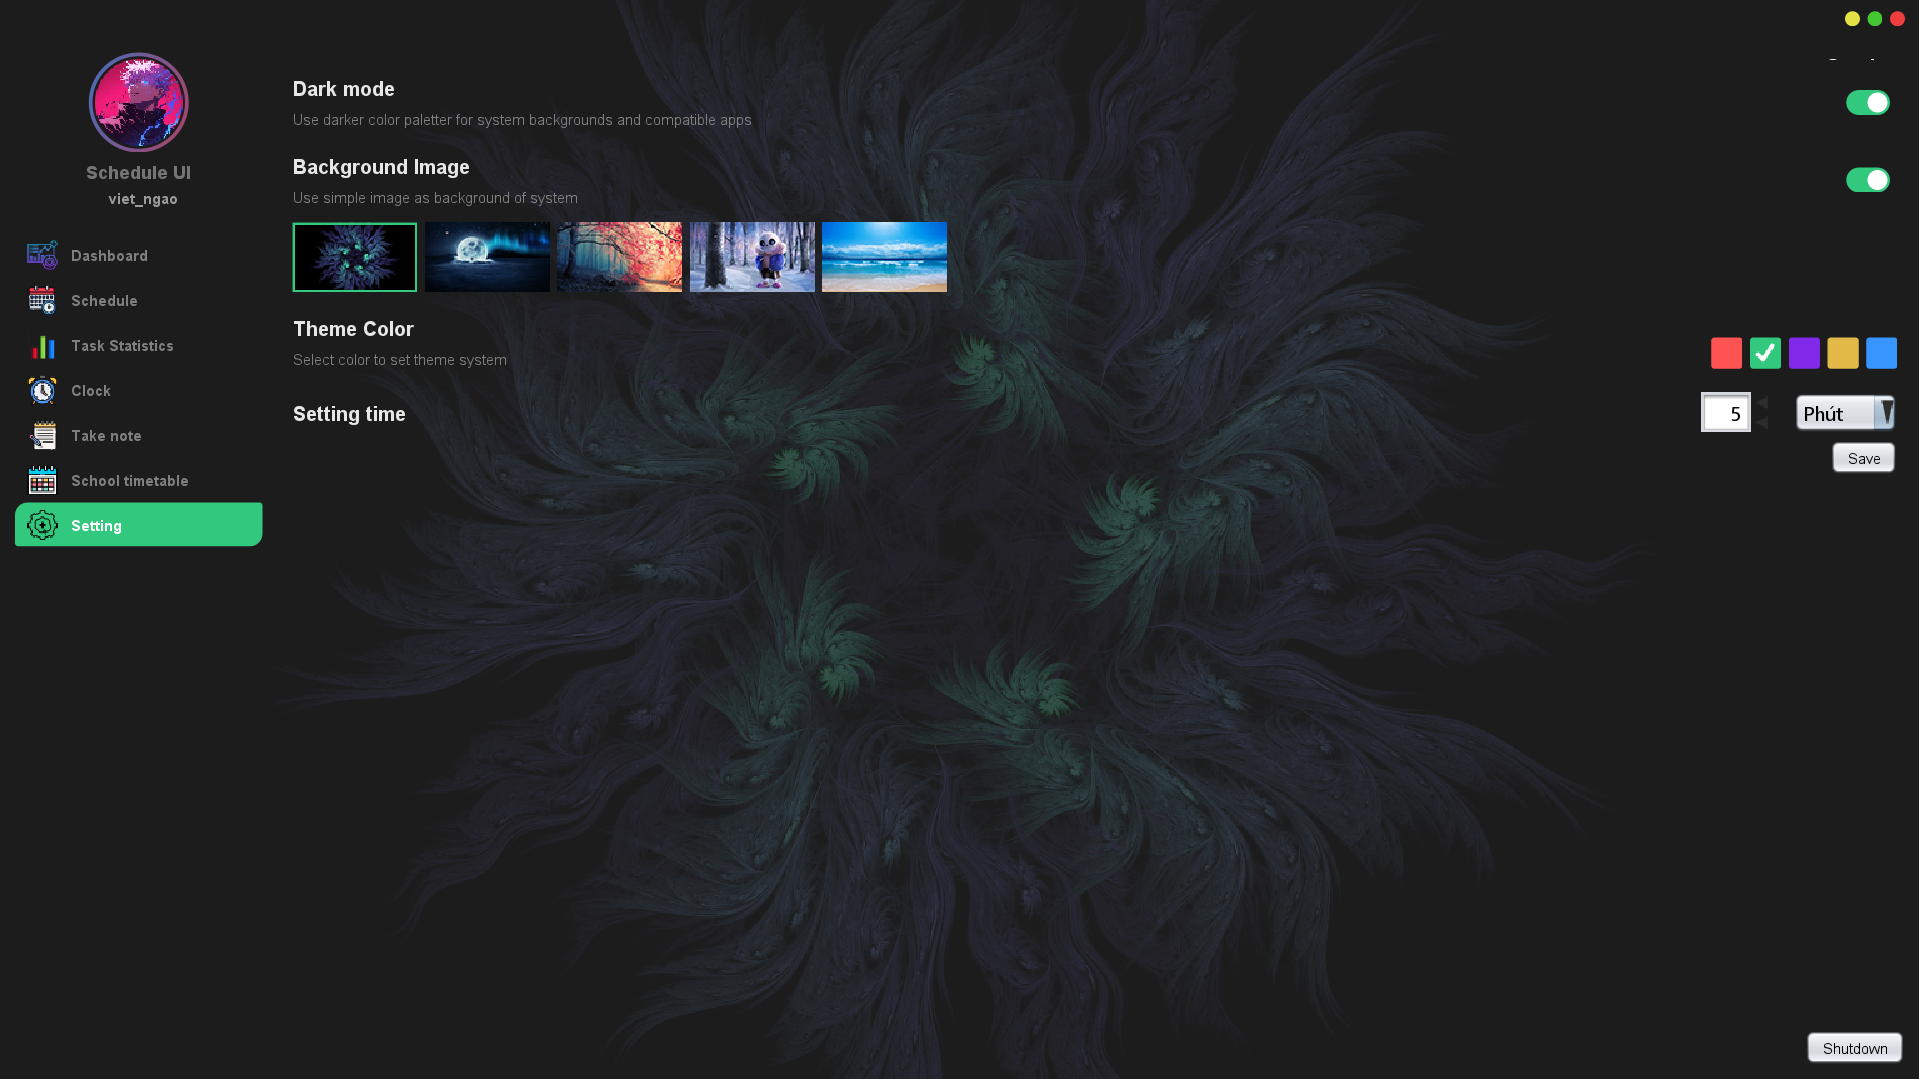 Schedule UI
viet_ngao
Dashboard
Schedule
Task Statistics
Clock
Take note
School timetable
Setting
Dark mode
Use darker color paletter for system backgrounds and compatible apps
Background Image
Use simple image as background of system
Theme Color
Select color to set theme system
Setting time
5
Phút
Save
Shutdown